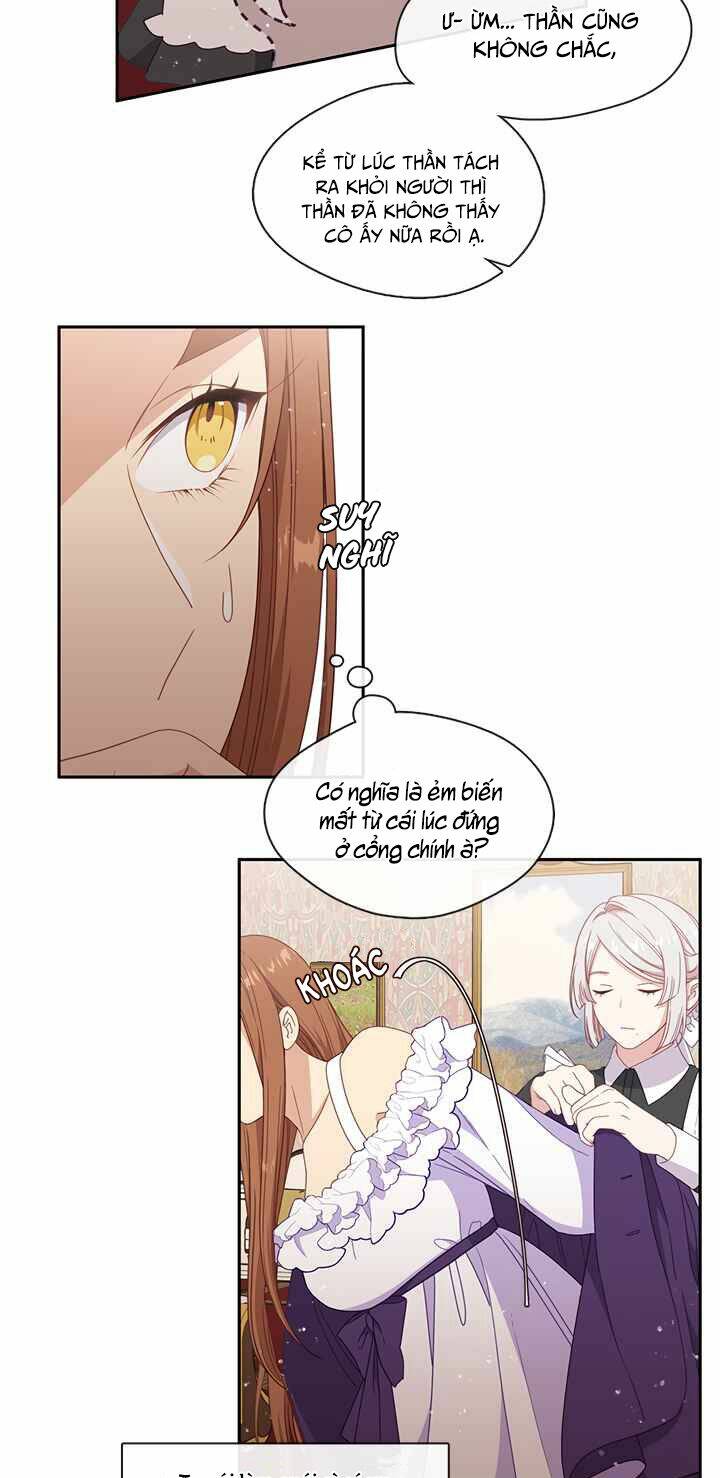 Ư- ỪM... THẦN CŨNG
KHÔNG CHẮC,
KỂ TỪ LÚC THẦN TÁCH
RA KHỎI NGƯỜI THÌ
THẦN ĐÃ KHÔNG THẤY
CÔ ẤY NỮA RỒI Ạ.
SUY
NGHĨ
Có nghĩa là ẻm biến
mất từ cái lúc đứng
ở cổng chính à?
KHOÁC